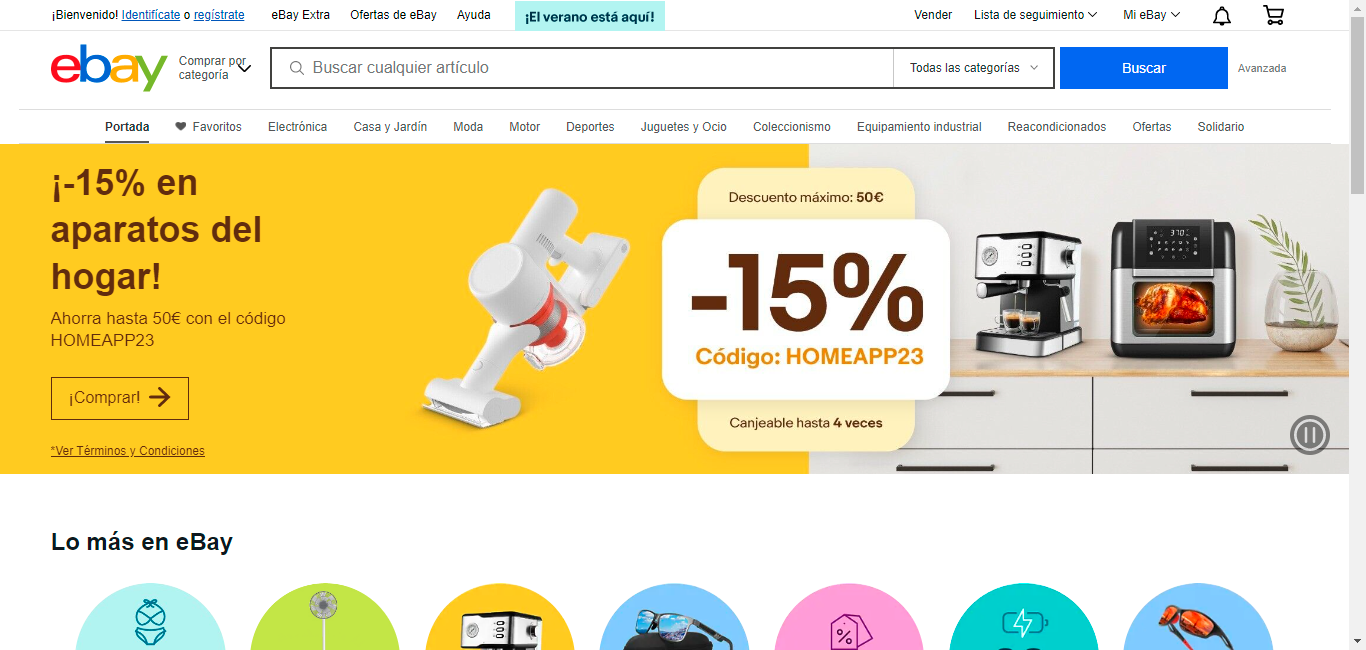 ¡Bienvenido! Identifícate o regístrate
eBay Extra
Ofertas de eBay
Ayuda
¡El verano está aquí!
Vender
Lista de seguimiento
Mi eBay
ebay
Comprar por
categoría
Buscar cualquier artículo
Todas las categorías
Buscar
Avanzada
Portada
Favoritos
Electrónica
Casa y Jardín
Moda
Motor
Deportes
Juguetes y Ocio
Coleccionismo
Equipamiento industrial
Reacondicionados
Ofertas
Solidario
¡-15% en
aparatos del
hogar!
Ahorra hasta 50€ con el código
HOMEAPP23
¡Comprar!
*Ver Términos y Condiciones
Descuento máximo: 50€
-15%
Código: HOMEAPP23
Canjeable hasta 4 veces
370
Lo más en eBay
%